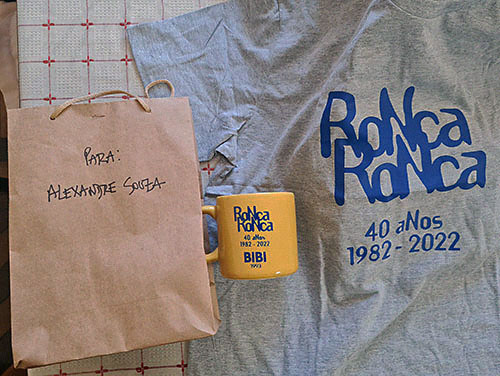 PARA:
ALEXANDRE SOUZA
RoNca
RoNca
40 aNos
1982-2022
BIBI
1993
RoNca
RoNca
40 aNos
1982-2022